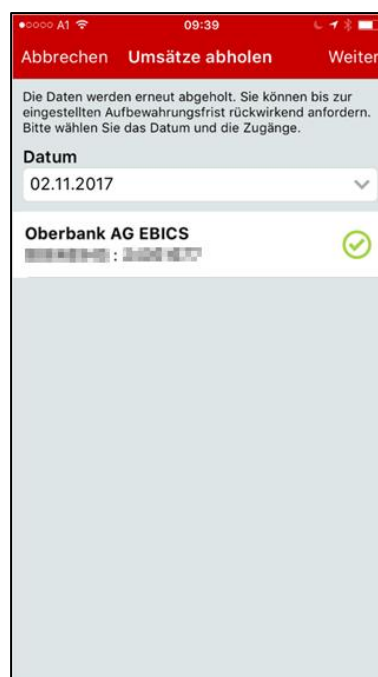 A1 09:39
Abbrechen Umsätze abholen Weiter
Die Daten werden erneut abgeholt. Sie können bis zur
eingestellten Aufbewahrungsfrist rückwirkend anfordern.
Bitte wählen Sie das Datum und die Zugänge.
Datum
02.11.2017
Oberbank AG EBICS
: